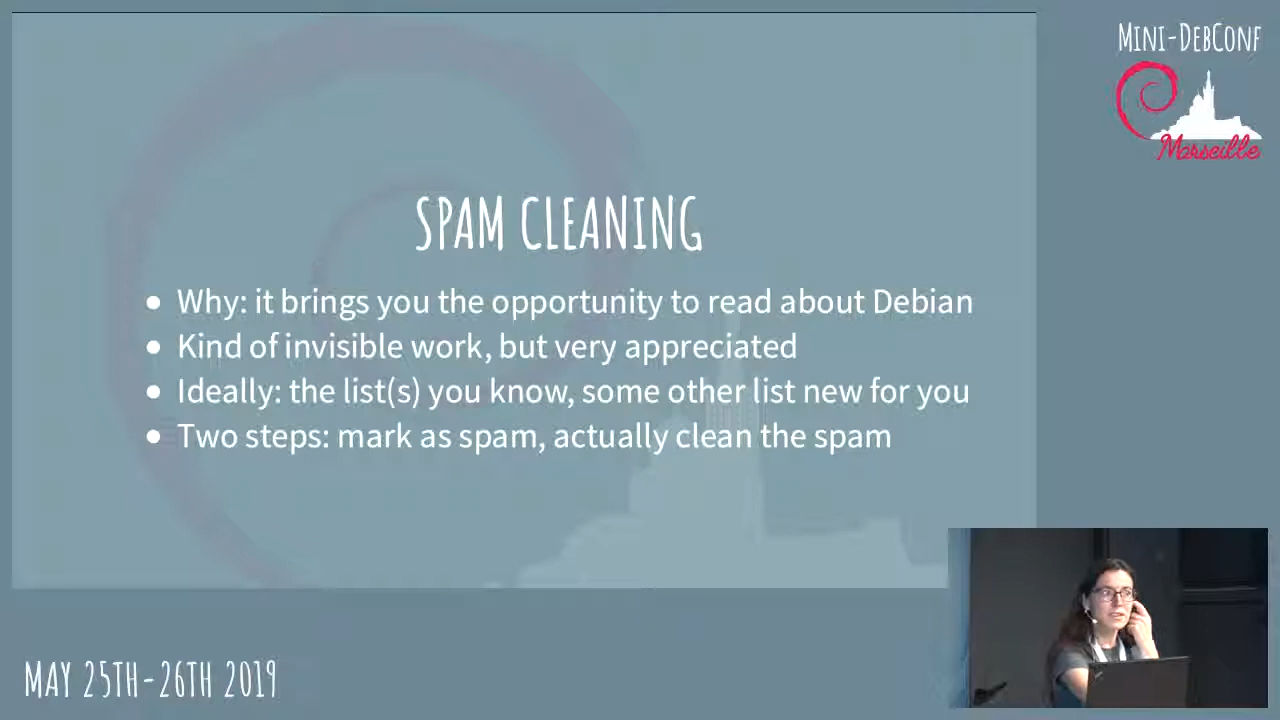 MINI-DEBCONF
Marseille
SPAM CLEANING
Why: it brings you the opportunity to read about Debian
Kind of invisible work, but very appreciated
Ideally: the list(s) you know, some other list new for you
Two steps: mark as spam, actually clean the spam
MAY 25TH-26TH 2019